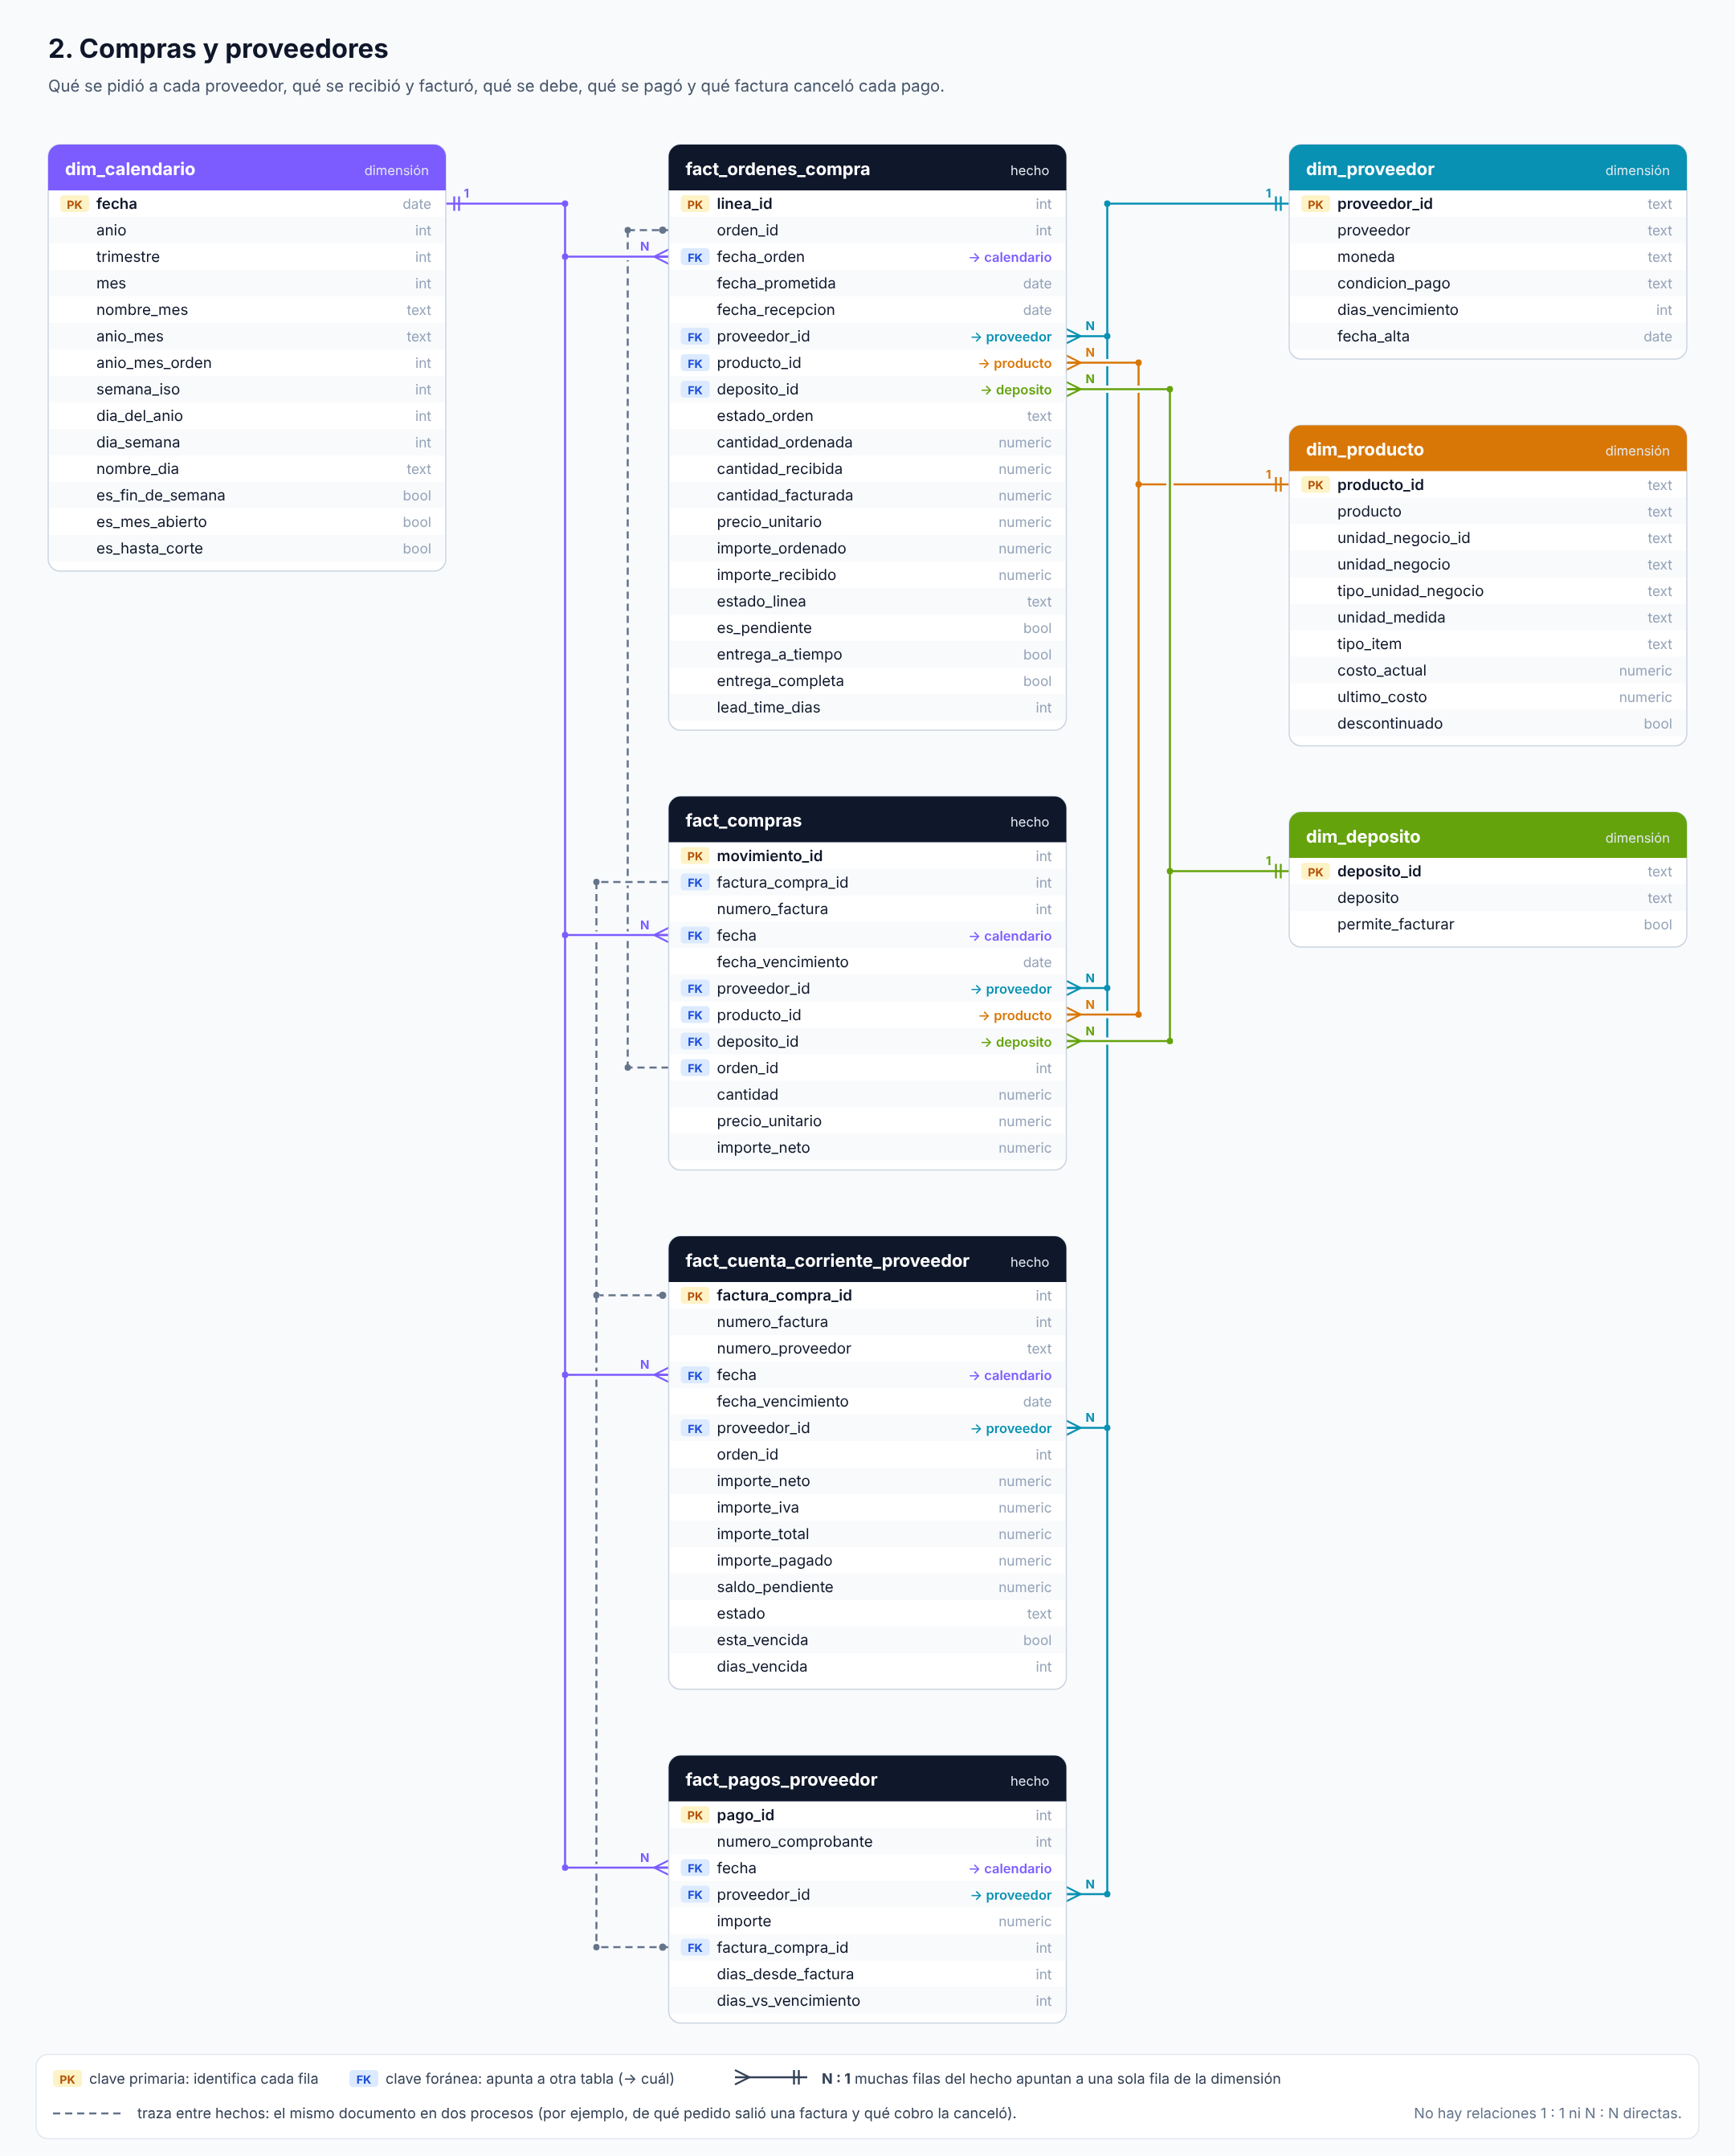 2. Compras y proveedores
Qué se pidió a cada proveedor, qué se recibió y facturó, qué se debe, qué se pagó y qué factura canceló cada pago.
dim_calendario dimensión
PK fecha date
anio int
trimestre int
mes int
nombre_mes text
anio_mes text
anio_mes_orden int
semana_iso int
dia_del_anio int
dia_semana int
nombre_dia text
es_fin_de_semana bool
es_mes_abierto bool
es_hasta_corte bool
1
fact_ordenes_compra hecho
PK linea_id int
orden_id int
N FK fecha_orden → calendario
fecha_prometida date
fecha_recepcion date
FK proveedor_id → proveedor N
FK producto_id → producto N
FK deposito_id → deposito N
estado_orden text
cantidad_ordenada numeric
cantidad_recibida numeric
cantidad_facturada numeric
precio_unitario numeric
importe_ordenado numeric
importe_recibido numeric
estado_linea text
es_pendiente bool
entrega_a_tiempo bool
entrega_completa bool
lead_time_dias int
fact_compras hecho
PK movimiento_id int
FK factura_compra_id int
numero_factura int
N FK fecha → calendario
fecha_vencimiento date
FK proveedor_id → proveedor N
FK producto_id → producto N
FK deposito_id → deposito N
FK orden_id int
cantidad numeric
precio_unitario numeric
importe_neto numeric
fact_cuenta_corriente_proveedor hecho
PK factura_compra_id int
numero_factura int
numero_proveedor text
N FK fecha → calendario
fecha_vencimiento date
FK proveedor_id → proveedor N
orden_id int
importe_neto numeric
importe_iva numeric
importe_total numeric
importe_pagado numeric
saldo_pendiente numeric
estado text
esta_vencida bool
dias_vencida int
fact_pagos_proveedor hecho
PK pago_id int
numero_comprobante int
N FK fecha → calendario
FK proveedor_id → proveedor N
importe numeric
FK factura_compra_id int
dias_desde_factura int
dias_vs_vencimiento int
dim_proveedor dimensión
1 PK proveedor_id text
proveedor text
moneda text
condicion_pago text
dias_vencimiento int
fecha_alta date
dim_producto dimensión
1 PK producto_id text
producto text
unidad_negocio_id text
unidad_negocio text
tipo_unidad_negocio text
unidad_medida text
tipo_item text
costo_actual numeric
ultimo_costo numeric
descontinuado bool
dim_deposito dimensión
1 PK deposito_id text
deposito text
permite_facturar bool
PK clave primaria: identifica cada fila FK clave foránea: apunta a otra tabla (→ cuál) N : 1 muchas filas del hecho apuntan a una sola fila de la dimensión
traza entre hechos: el mismo documento en dos procesos (por ejemplo, de qué pedido salió una factura y qué cobro la canceló). No hay relaciones 1 : 1 ni N : N directas.